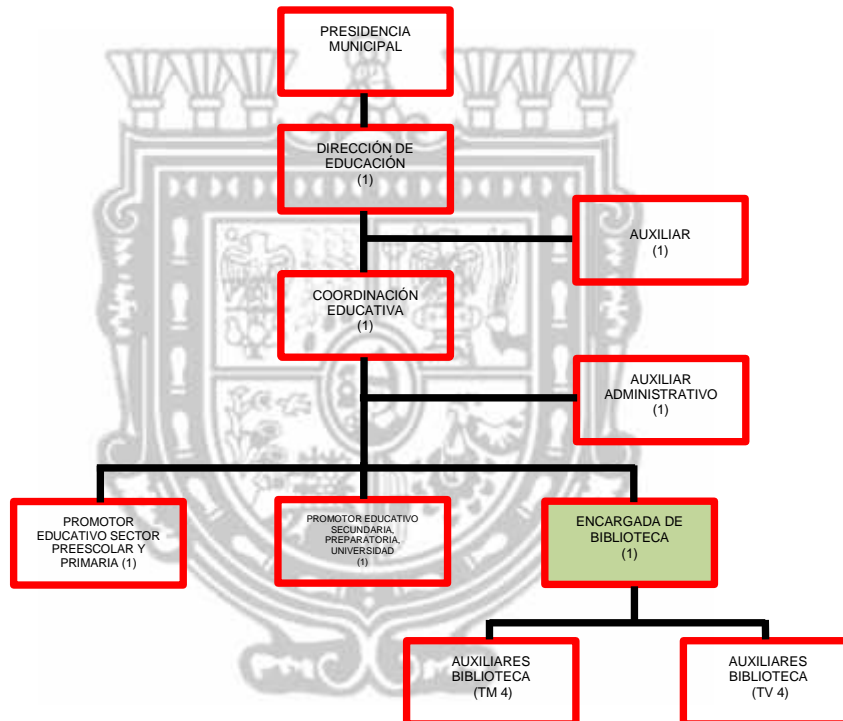 PRESIDENCIA
MUNICIPAL
DIRECCIÓN DE
EDUCACIÓN
(1)
AUXILIAR
(1)
COORDINACIÓN
EDUCATIVA
(1)
AUXILIAR
ADMINISTRATIVO
(1)
PROMOTOR
EDUCATIVO SECTOR
PREESCOLAR Y
PRIMARIA (1)
PROMOTOR EDUCATIVO
SECUNDARIA,
PREPARATORIA,
UNIVERSIDAD
(1)
ENCARGADA DE
BIBLIOTECA
(1)
AUXILIARES
BIBLIOTECA
(TM 4)
AUXILIARES
BIBLIOTECA
(TV 4)